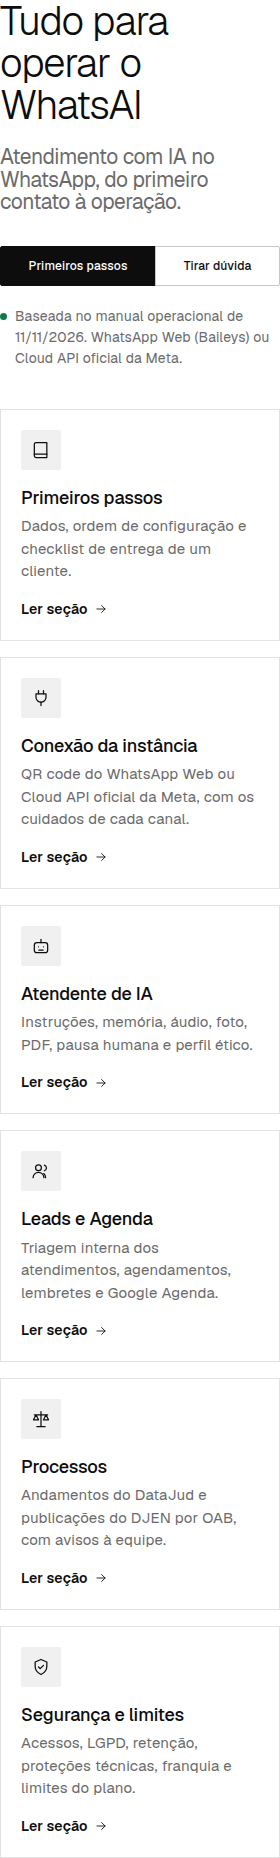 Tudo para
operar o
WhatsAI
Atendimento com IA no
WhatsApp, do primeiro
contato à operação.
Primeiros passos
Tirar dúvida
Baseada no manual operacional de
11/11/2026. WhatsApp Web (Baileys) ou
Cloud API oficial da Meta.
Primeiros passos
Dados, ordem de configuração e
checklist de entrega de um
cliente.
Ler seção →
Conexão da instância
QR code do WhatsApp Web ou
Cloud API oficial da Meta, com os
cuidados de cada canal.
Ler seção →
Atendente de IA
Instruções, memória, áudio, foto,
PDF, pausa humana e perfil ético.
Ler seção →
Leads e Agenda
Triagem interna dos
atendimentos, agendamentos,
lembretes e Google Agenda.
Ler seção →
Processos
Andamentos do DataJud e
publicações do DJEN por OAB,
com avisos à equipe.
Ler seção →
Segurança e limites
Acessos, LGPD, retenção,
proteções técnicas, franquia e
limites do plano.
Ler seção →